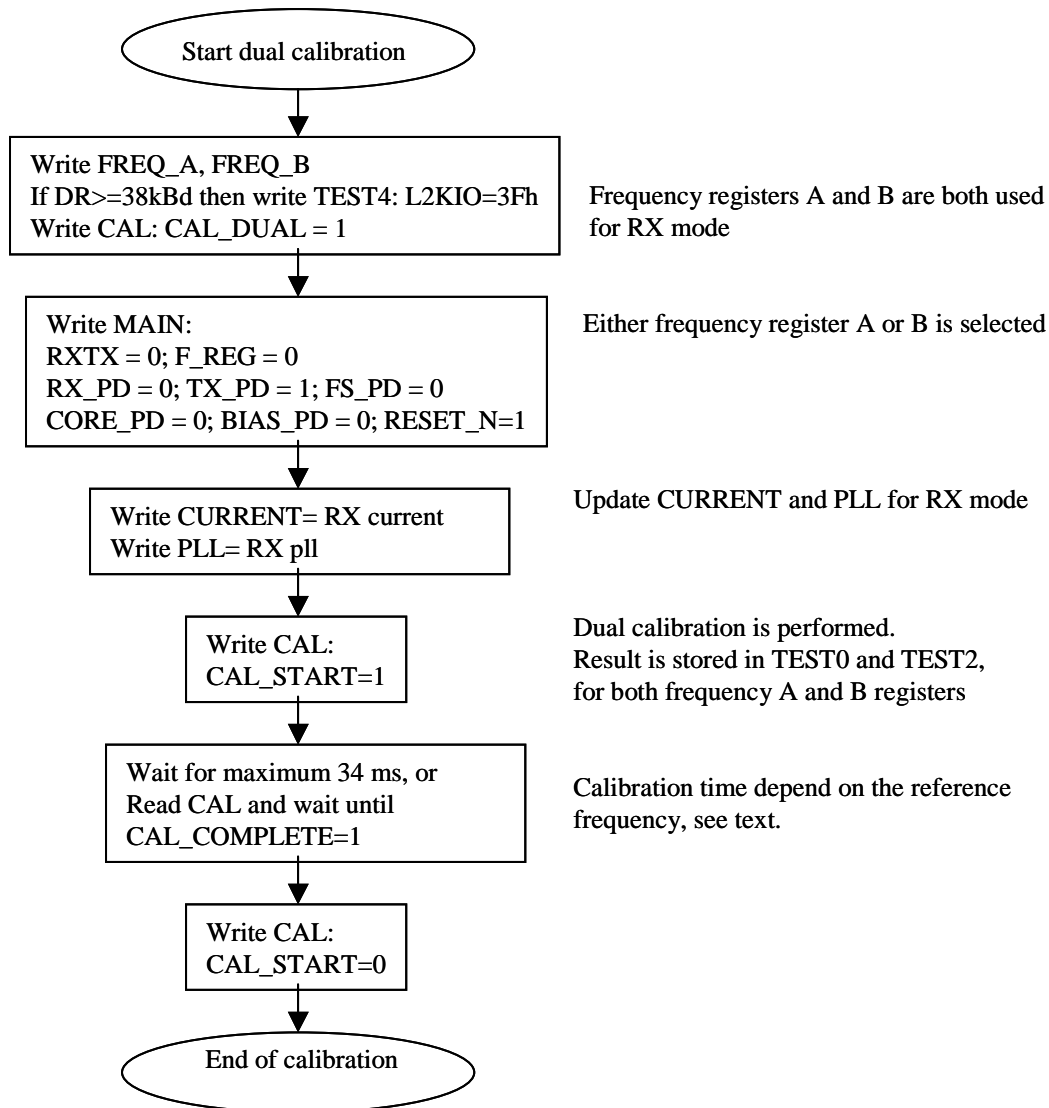 Start dual calibration
Write FREQ_A, FREQ_B
If DR>=38kBd then write TEST4: L2KIO=3Fh
Write CAL: CAL_DUAL = 1
Frequency registers A and B are both used
for RX mode
Write MAIN:
RXTX = 0; F_REG = 0
RX_PD = 0; TX_PD = 1; FS_PD = 0
CORE_PD = 0; BIAS_PD = 0; RESET_N=1
Either frequency register A or B is selected
Write CURRENT= RX current
Write PLL= RX pll
Update CURRENT and PLL for RX mode
Write CAL:
CAL_START=1
Dual calibration is performed.
Result is stored in TEST0 and TEST2,
for both frequency A and B registers
Wait for maximum 34 ms, or
Read CAL and wait until
CAL_COMPLETE=1
Calibration time depend on the reference
frequency, see text.
Write CAL:
CAL_START=0
End of calibration